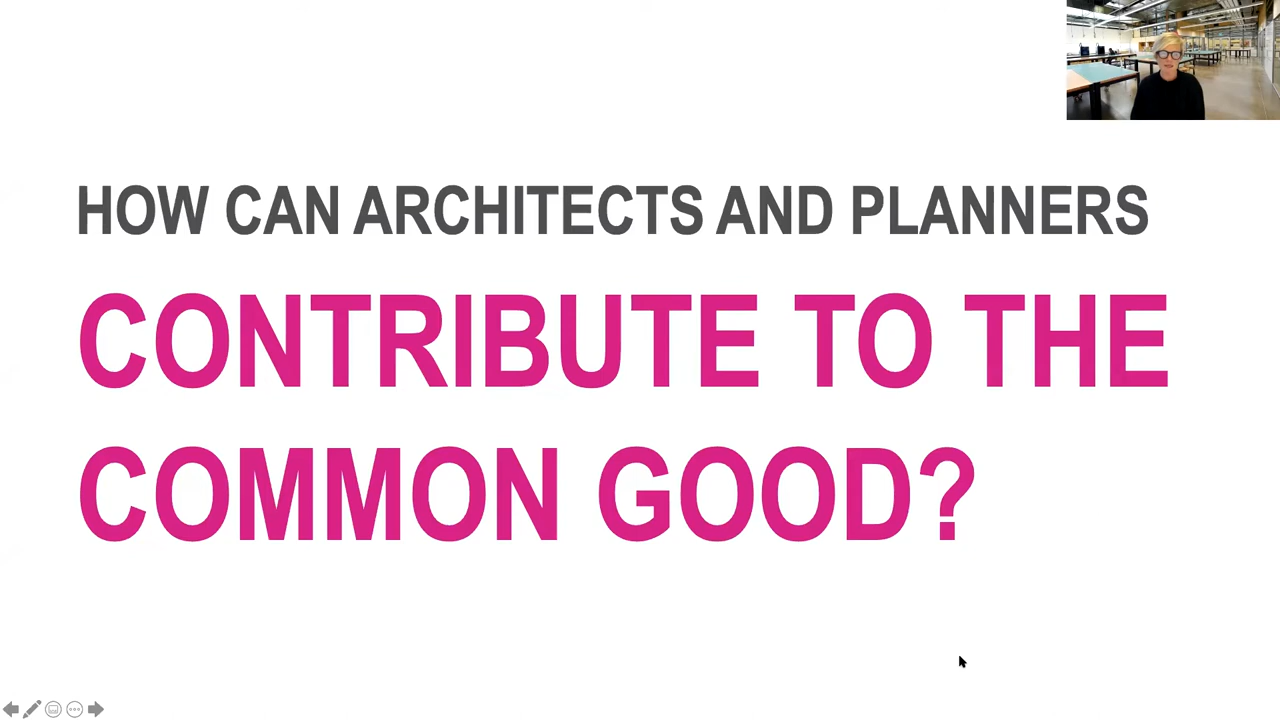 HOW CAN ARCHITECTS AND PLANNERS
CONTRIBUTE TO THE
COMMON GOOD?